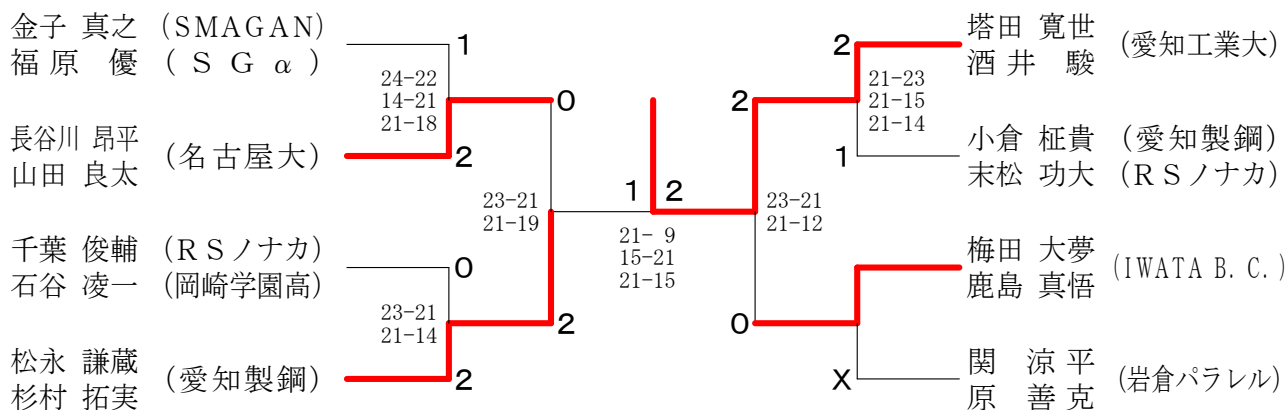 金子 真之 (SMAGAN)
福原 優 (ＳＧα)
1
24-22
14-21
21-18
0
長谷川 昂平
山田 良太
(名古屋大)
2
23-21
21-19
千葉 俊輔 (ＲＳノナカ)
石谷 凌一 (岡崎学園高)
0
23-21
21-14
2
松永 謙蔵
杉村 拓実
(愛知製鋼)
2
1 2
21- 9
15-21
21-15
塔田 寛世
酒井 駿
(愛知工業大)
2
21-23
21-15
21-14
2
小倉 柾貴 (愛知製鋼)
末松 功大 (ＲＳノナカ)
1
23-21
21-12
梅田 大夢
鹿島 真悟
(IWATA B.C.)
0
関 涼平
原 善克
(岩倉パラレル)
X